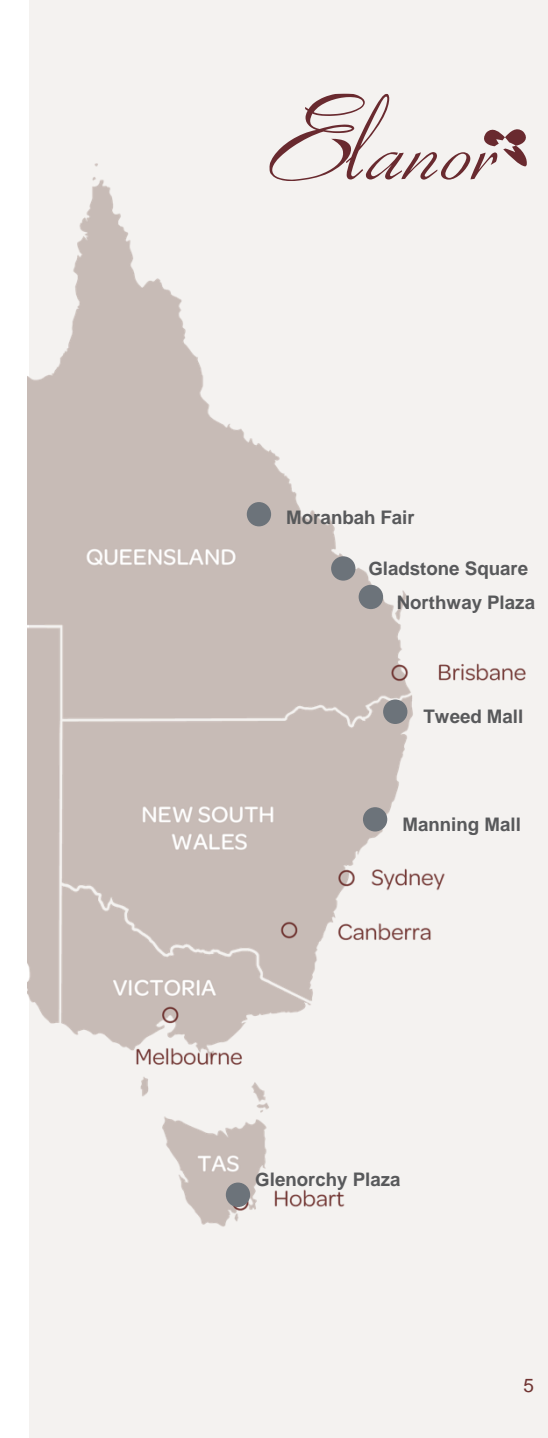 Elanor
Moranbah Fair
QUEENSLAND
Gladstone Square
Northway Plaza
Brisbane
Tweed Mall
NEW SOUTH
WALES
Manning Mall
Sydney
Canberra
VICTORIA
Melbourne
TAS
Glenorchy Plaza
Hobart
5